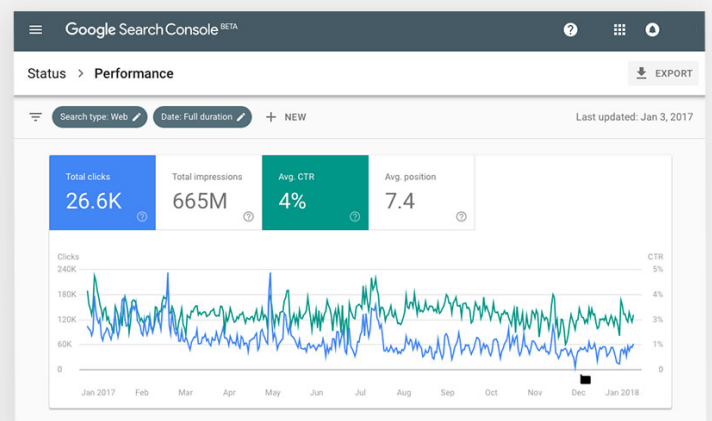 Google Search Console BETA
Status > Performance
EXPORT
Search type: Web
Date: Full duration
+ NEW
Last updated: Jan 3, 2017
Total clicks
26.6K
Total impressions
665M
Avg. CTR
4%
Avg. position
7.4
Clicks
CTR
240K
5%
180K
4%
120K
3%
60K
1%
0
0
Jan 2017 Feb Mar Apr May Jun Jul Aug Sep Oct Nov Dec Jan 2018